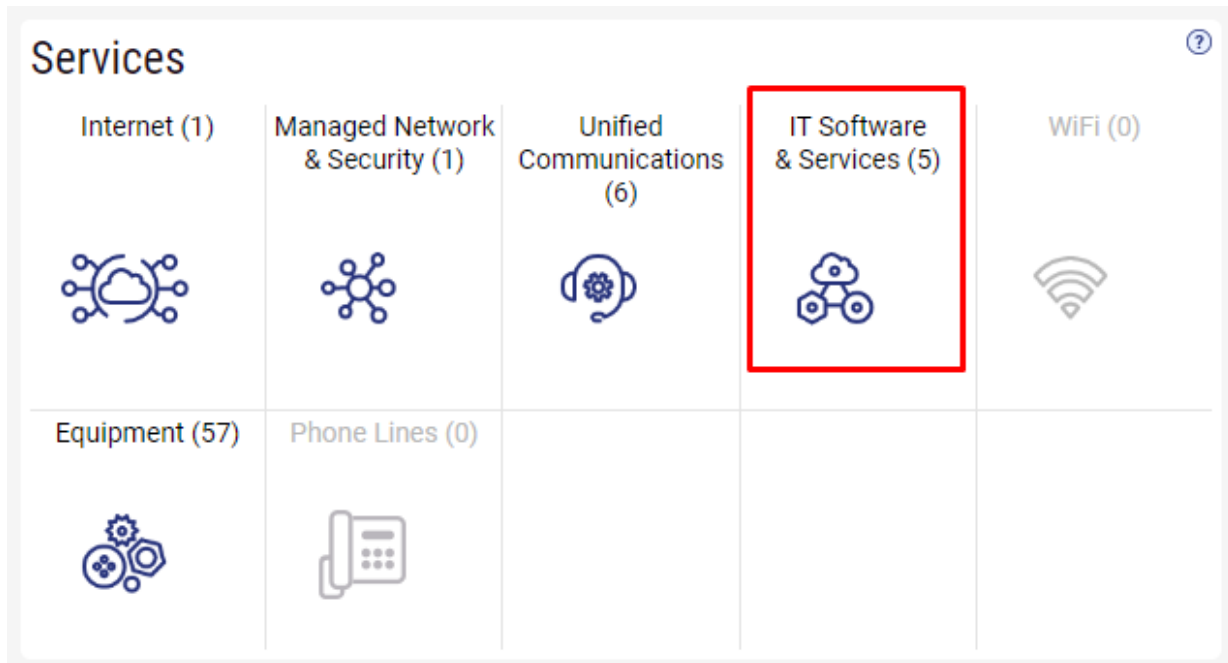 Services
?
Internet (1)
Managed Network
& Security (1)
Unified
Communications
(6)
IT Software
& Services (5)
WiFi (0)
Equipment (57)
Phone Lines (0)